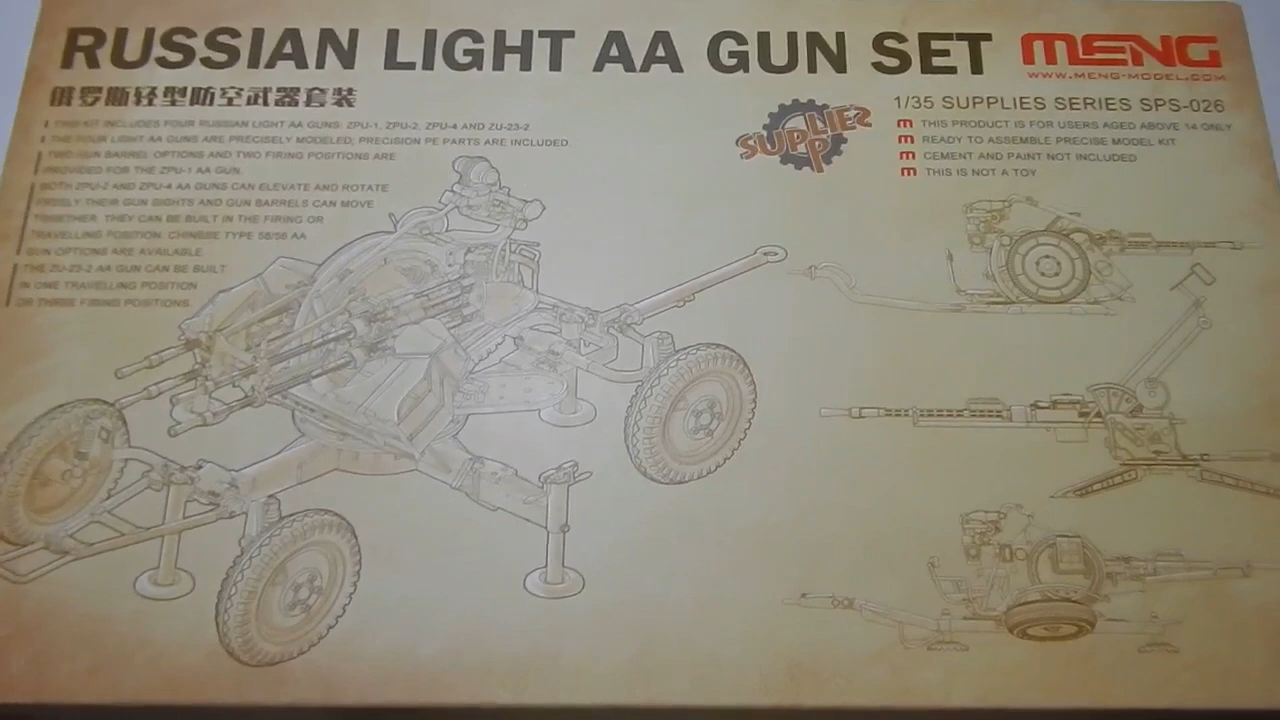 RUSSIAN LIGHT AA GUN SET
MENG
WWW.MENG-MODEL.COM
俄罗斯轻型防空武器套装
THIS KIT INCLUDES FOUR RUSSIAN LIGHT AA GUNS: ZPU-1, ZPU-2, ZPU-4 AND ZU-23-2.
THE FOUR LIGHT AA GUNS ARE PRECISELY MODELED, PRECISION PE PARTS ARE INCLUDED.
TWO GUN BARREL OPTIONS AND TWO FIRING POSITIONS ARE
PROVIDED FOR THE ZPU-1 AA GUN.
BOTH ZPU-2 AND ZPU-4 AA GUNS CAN ELEVATE AND ROTATE
FREELY THEIR GUN SIGHTS AND GUN BARRELS CAN MOVE
TOGETHER. THEY CAN BE BUILT IN THE FIRING OR
TRAVELLING POSITION. CHINESE TYPE 58/56 AA
GUN OPTIONS ARE AVAILABLE.
THE ZU-23-2 AA GUN CAN BE BUILT
IN ONE TRAVELLING POSITION
OR THREE FIRING POSITIONS.
SUPPLIES
1/35 SUPPLIES SERIES SPS-026
THIS PRODUCT IS FOR USERS AGED ABOVE 14 ONLY
READY TO ASSEMBLE PRECISE MODEL KIT
CEMENT AND PAINT NOT INCLUDED
THIS IS NOT A TOY